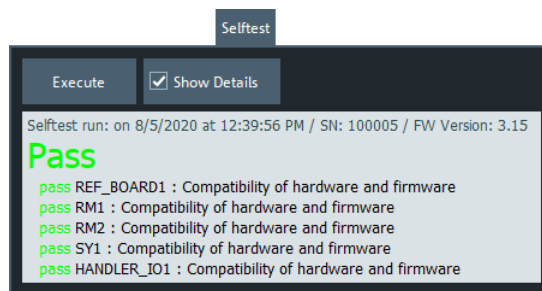 Selftest
Execute
Show Details
Selftest run: on 8/5/2020 at 12:39:56 PM / SN: 100005 / FW Version: 3.15
Pass
pass REF_BOARD1 : Compatibility of hardware and firmware
pass RM1 : Compatibility of hardware and firmware
pass RM2 : Compatibility of hardware and firmware
pass SY1 : Compatibility of hardware and firmware
pass HANDLER_IO1 : Compatibility of hardware and firmware